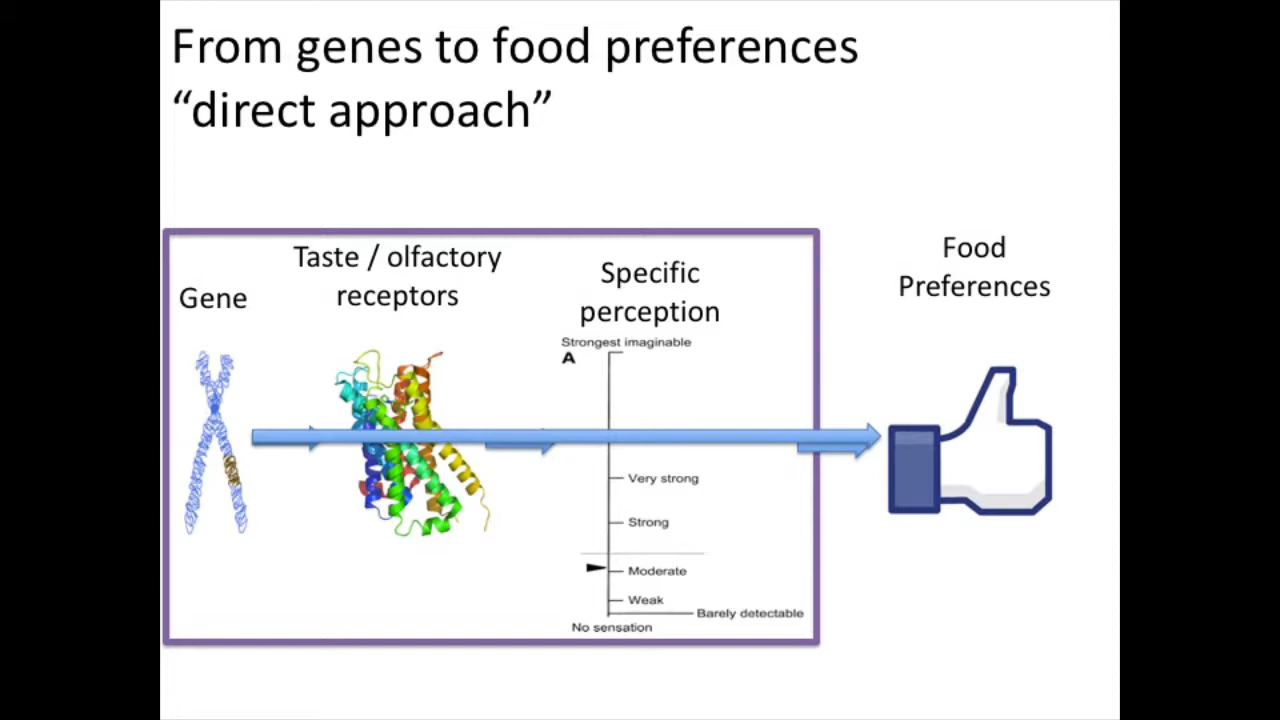 From genes to food preferences
“direct approach”
Gene
Taste / olfactory
receptors
Specific
perception
Food
Preferences
Strongest imaginable
A
Very strong
Strong
Moderate
Weak
Barely detectable
No sensation